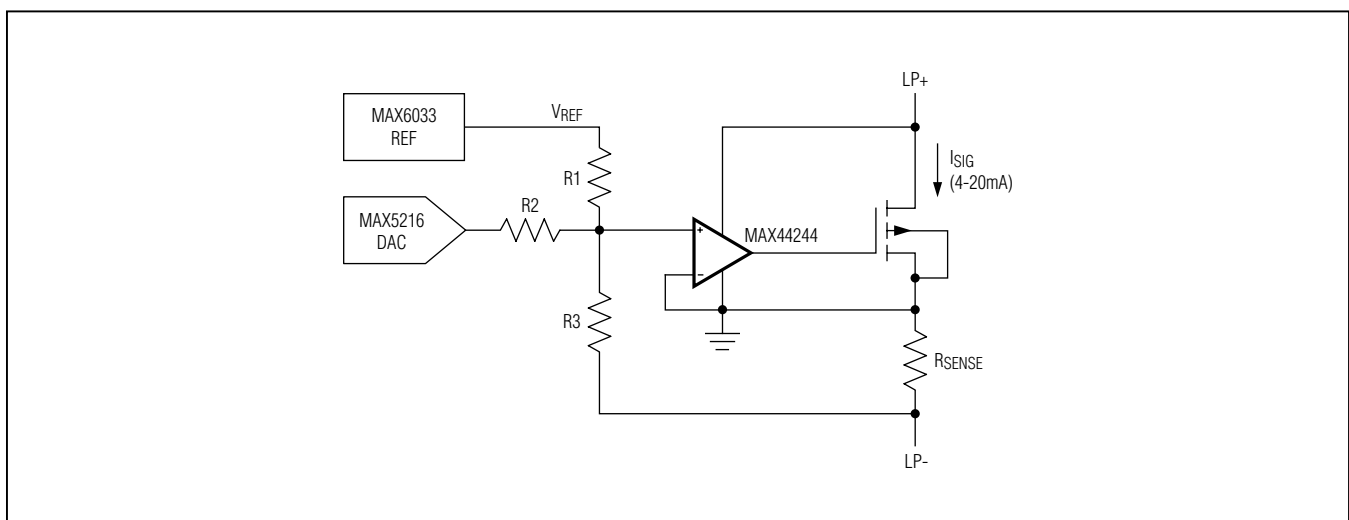 LP+
MAX6033
REF
VREF
ISIG
(4-20mA)
R1
MAX5216
DAC
R2
+
MAX44244
-
R3
RSENSE
LP-